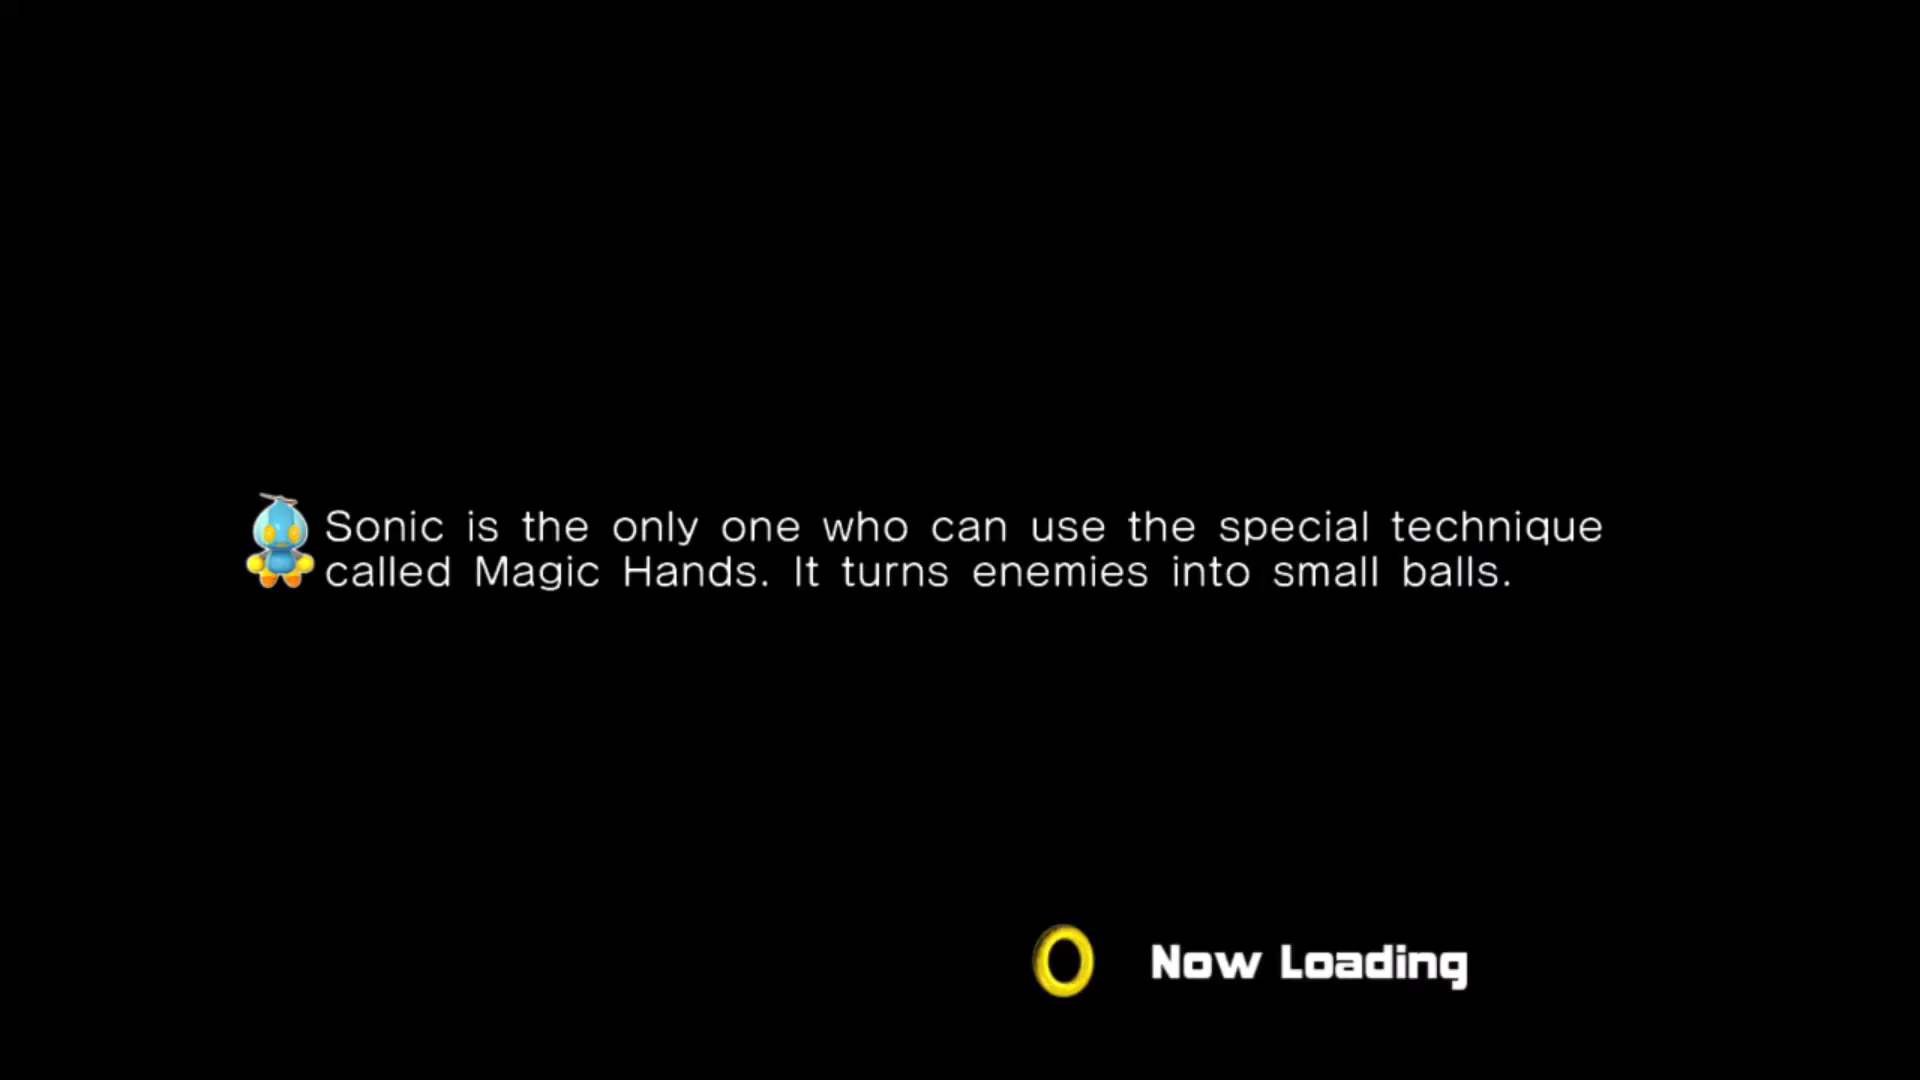 Sonic is the only one who can use the special technique
called Magic Hands. It turns enemies into small balls.
Now Loading